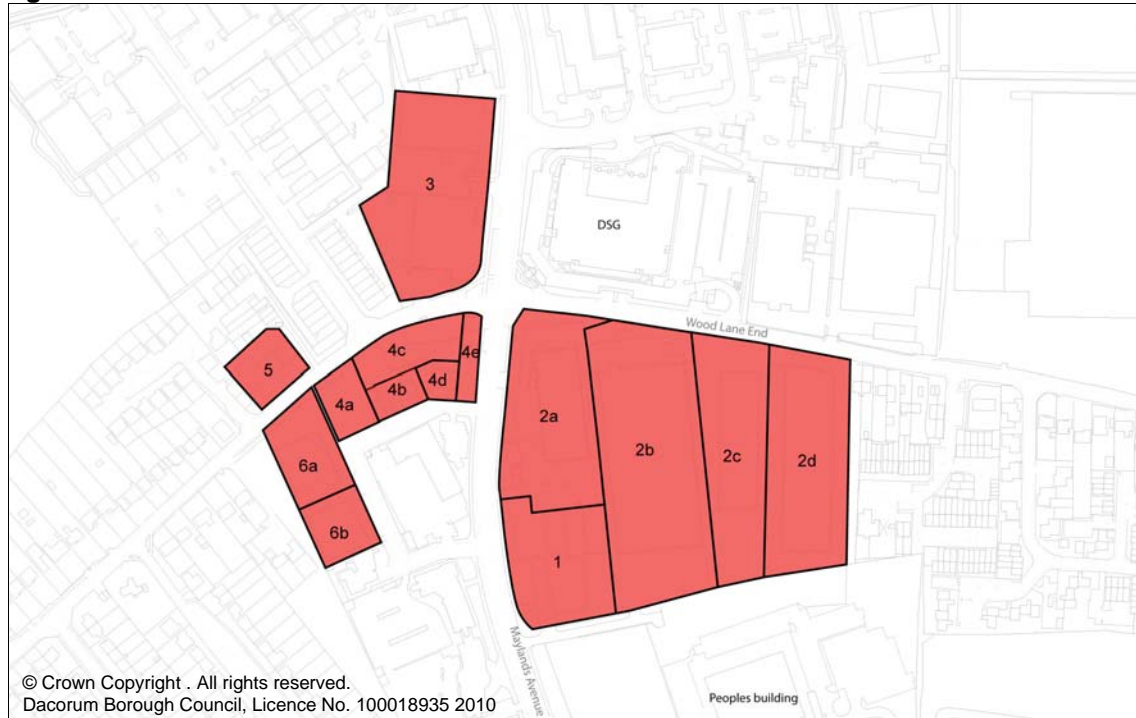 3
DSG
Wood Lane End
4c
4e
5
4a
4b
4d
2a
2b
2c
2d
6a
6b
1
Maylands Avenue
Peoples building
© Crown Copyright . All rights reserved.
Dacorum Borough Council, Licence No. 100018935 2010